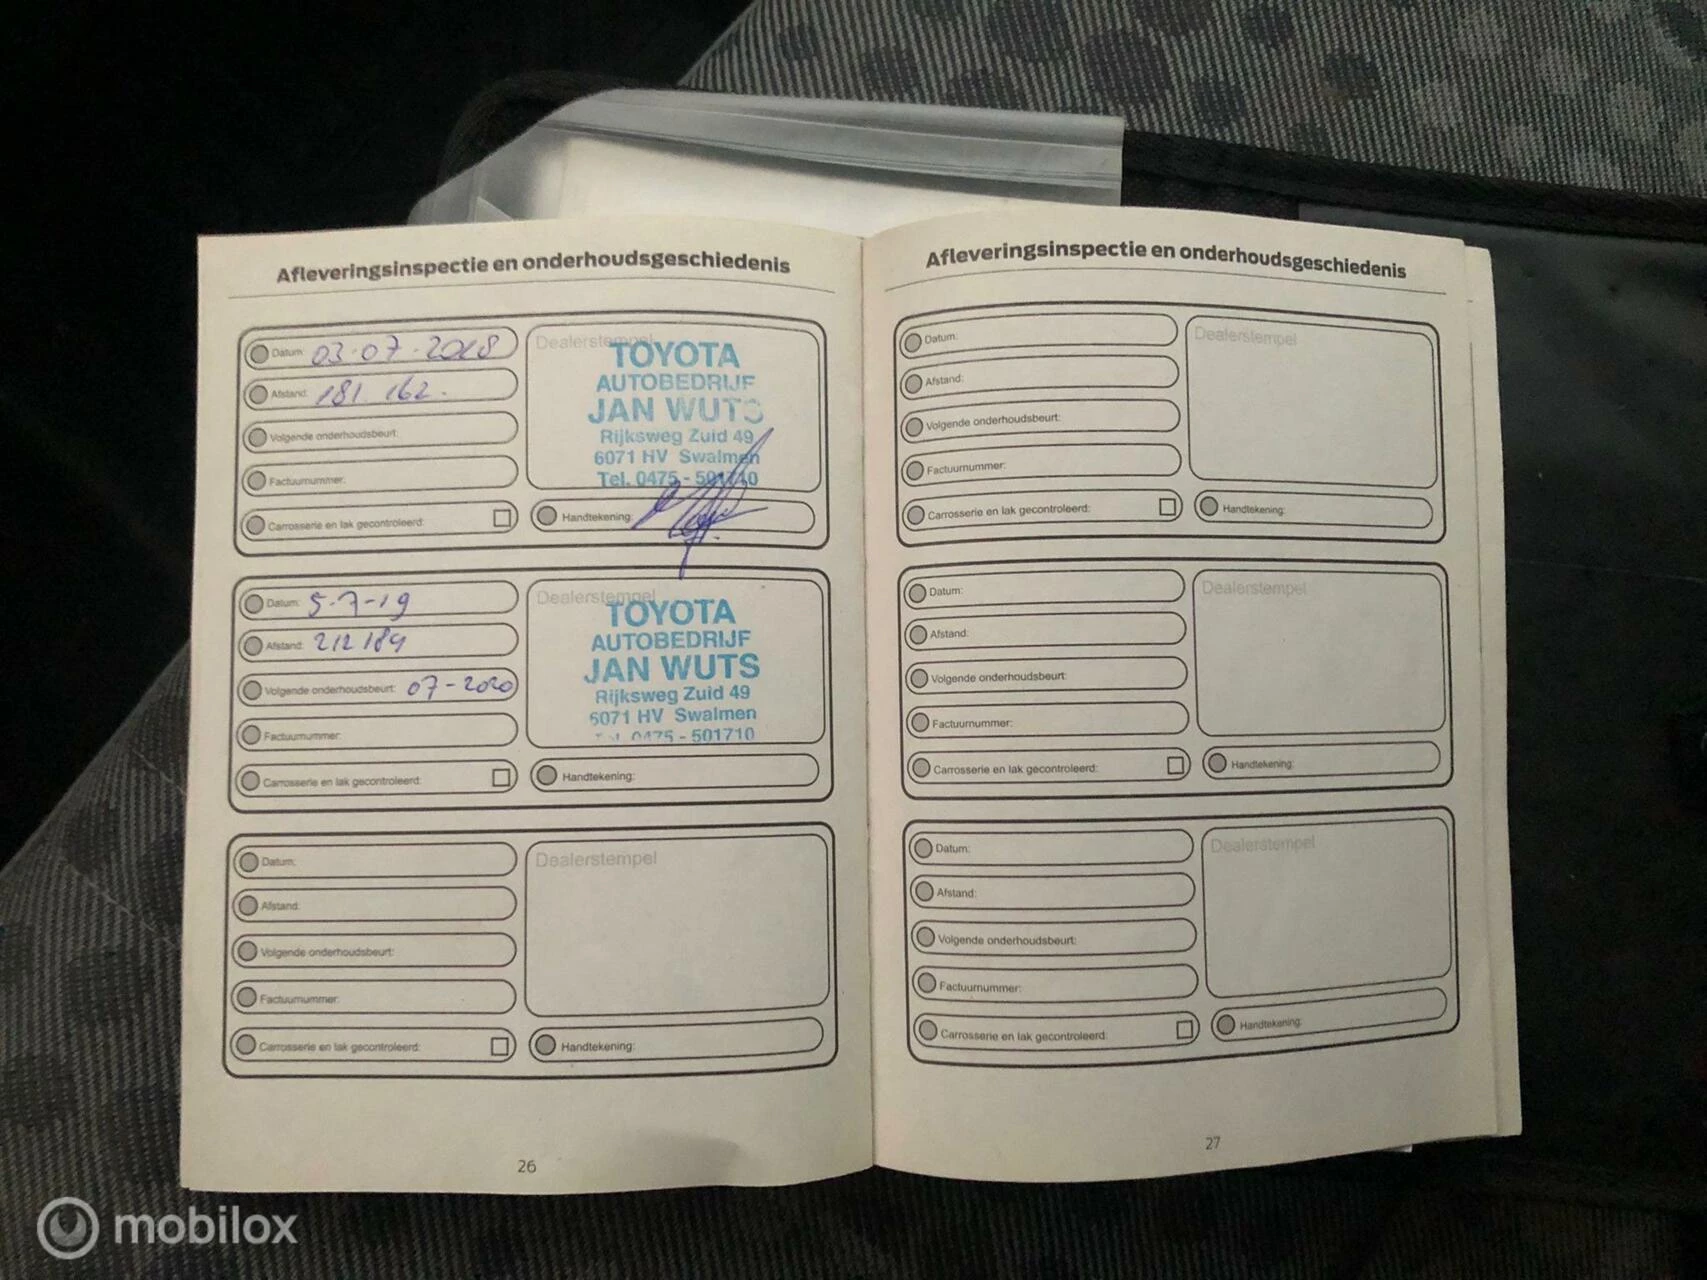 Afleveringsinspectie en onderhoudsgeschiedenis
Datum: 03-07-2018
Afstand: 181.162.
Volgende onderhoudsbeurt:
Factuurnummer:
Carrosserie en lak gecontroleerd:
Dealerstempel
TOYOTA
AUTOBEDRIJF
JAN WUTS
Rijksweg Zuid 49
6071 HV Swalmen
Tel. 0475 - 501710
Handtekening:
Datum: 5-7-19
Afstand: 212 189
Volgende onderhoudsbeurt: 07-2020
Factuurnummer:
Carrosserie en lak gecontroleerd:
Dealerstempel
TOYOTA
AUTOBEDRIJF
JAN WUTS
Rijksweg Zuid 49
6071 HV Swalmen
Tel. 0475 - 501710
Handtekening:
Datum:
Afstand:
Volgende onderhoudsbeurt:
Factuurnummer:
Carrosserie en lak gecontroleerd:
Dealerstempel
Handtekening:
26
Afleveringsinspectie en onderhoudsgeschiedenis
Datum:
Afstand:
Volgende onderhoudsbeurt:
Factuurnummer:
Carrosserie en lak gecontroleerd:
Dealerstempel
Handtekening:
Datum:
Afstand:
Volgende onderhoudsbeurt:
Factuurnummer:
Carrosserie en lak gecontroleerd:
Dealerstempel
Handtekening:
Datum:
Afstand:
Volgende onderhoudsbeurt:
Factuurnummer:
Carrosserie en lak gecontroleerd:
Dealerstempel
Handtekening:
27
mobilox